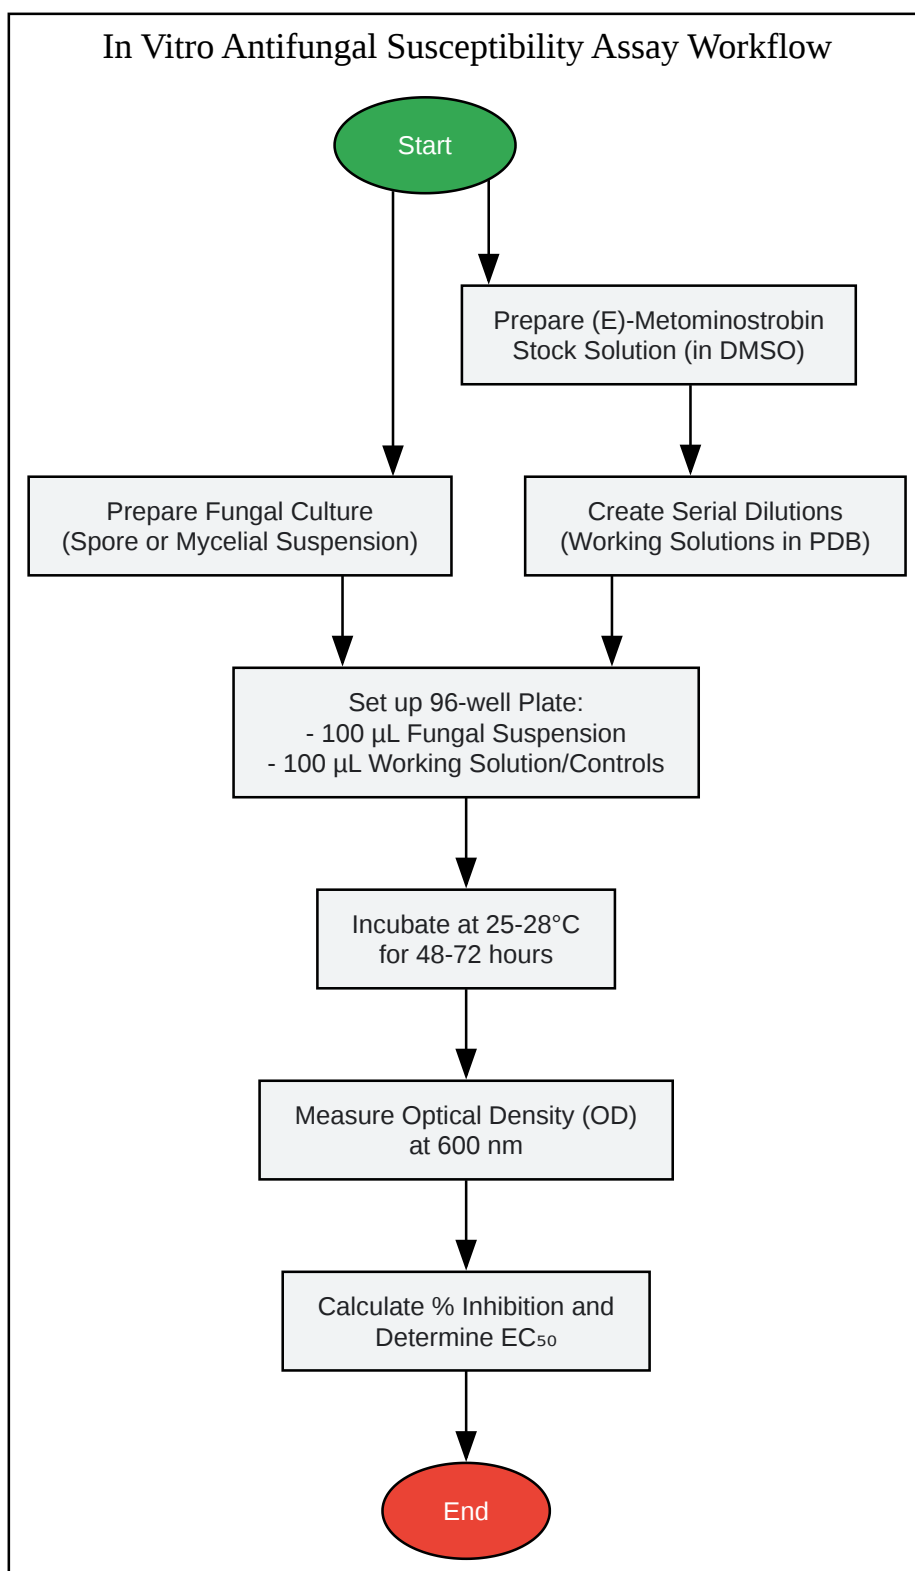 In Vitro Antifungal Susceptibility Assay Workflow
Start
Prepare (E)-Metominostrobin
Stock Solution (in DMSO)
Prepare Fungal Culture
(Spore or Mycelial Suspension)
Create Serial Dilutions
(Working Solutions in PDB)
Set up 96-well Plate:
- 100 µL Fungal Suspension
- 100 µL Working Solution/Controls
Incubate at 25-28°C
for 48-72 hours
Measure Optical Density (OD)
at 600 nm
Calculate % Inhibition and
Determine EC₅₀
End